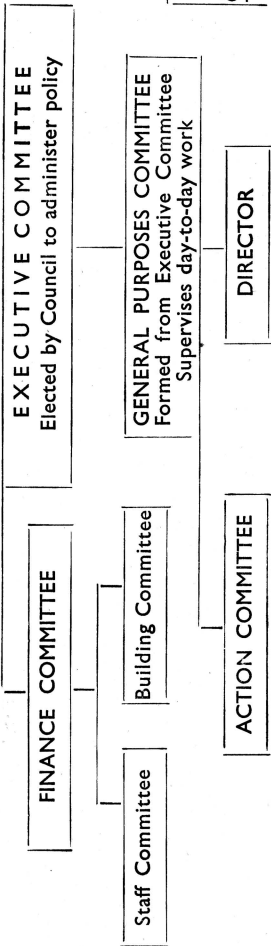 EXECUTIVE COMMITTEE
Elected by Council to administer policy
FINANCE COMMITTEE
GENERAL PURPOSES COMMITTEE
Formed from Executive Committee
Supervises day-to-day work
Staff Committee
Building Committee
ACTION COMMITTEE
DIRECTOR